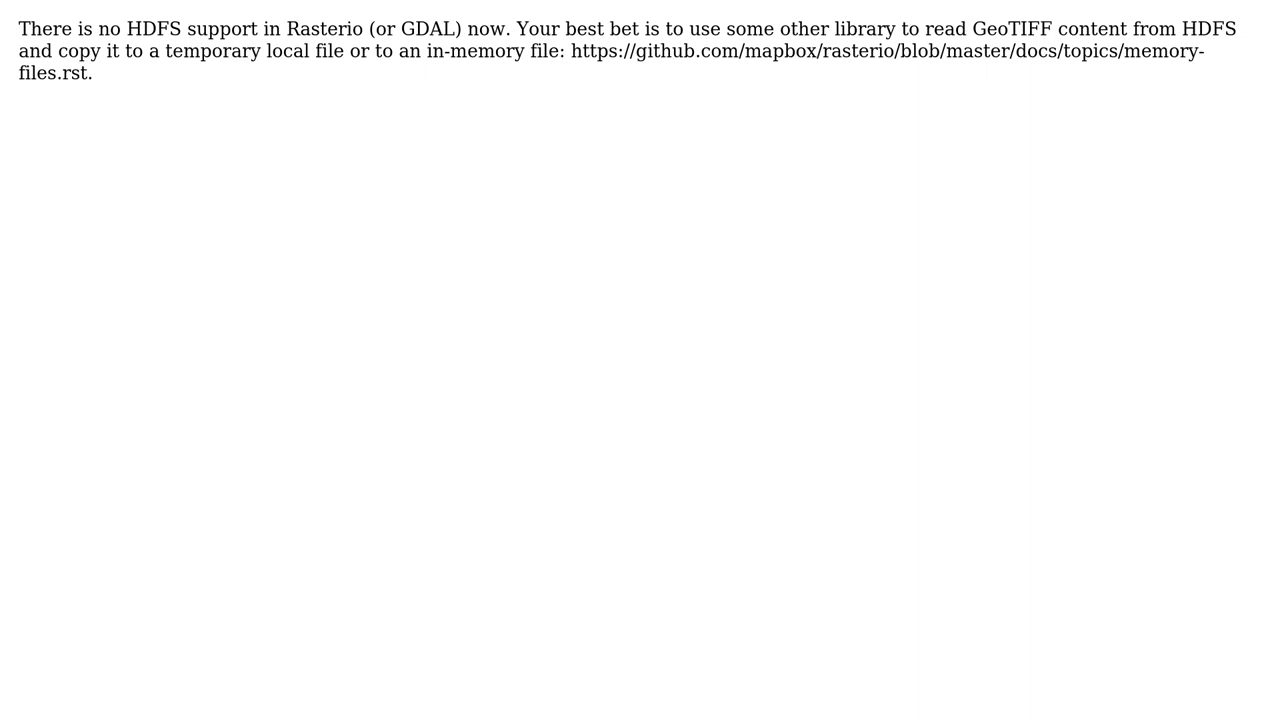 There is no HDFS support in Rasterio (or GDAL) now. Your best bet is to use some other library to read GeoTIFF content from HDFS
and copy it to a temporary local file or to an in-memory file: https://github.com/mapbox/rasterio/blob/master/docs/topics/memory-
files.rst.